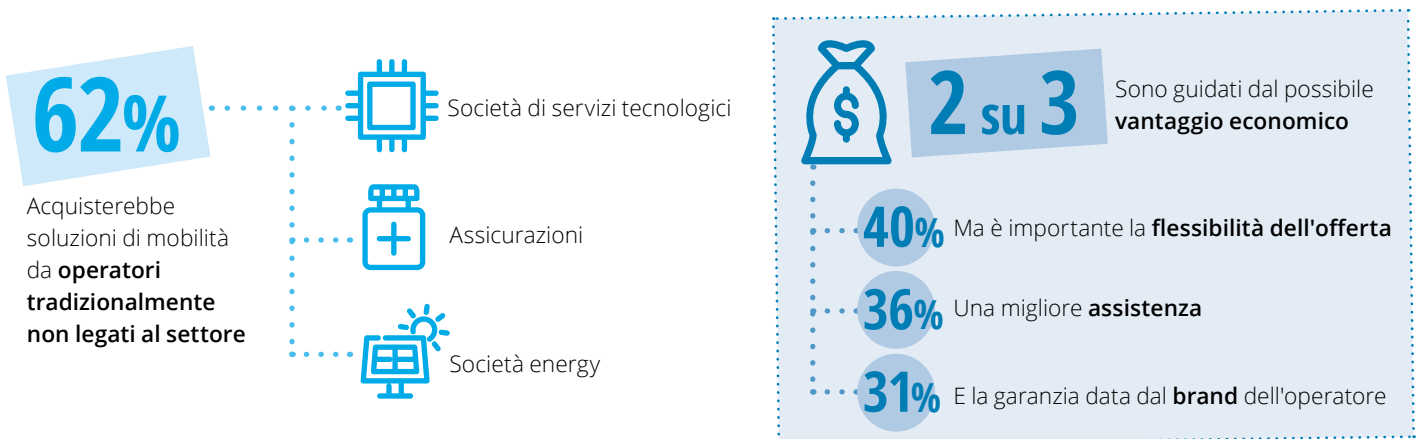 62%
Acquisterebbe
soluzioni di mobilità
da operatori
tradizionalmente
non legati al settore
Società di servizi tecnologici
Assicurazioni
Società energy
$
2 su 3
Sono guidati dal possibile
vantaggio economico
40% Ma è importante la flessibilità dell'offerta
36% Una migliore assistenza
31% E la garanzia data dal brand dell'operatore